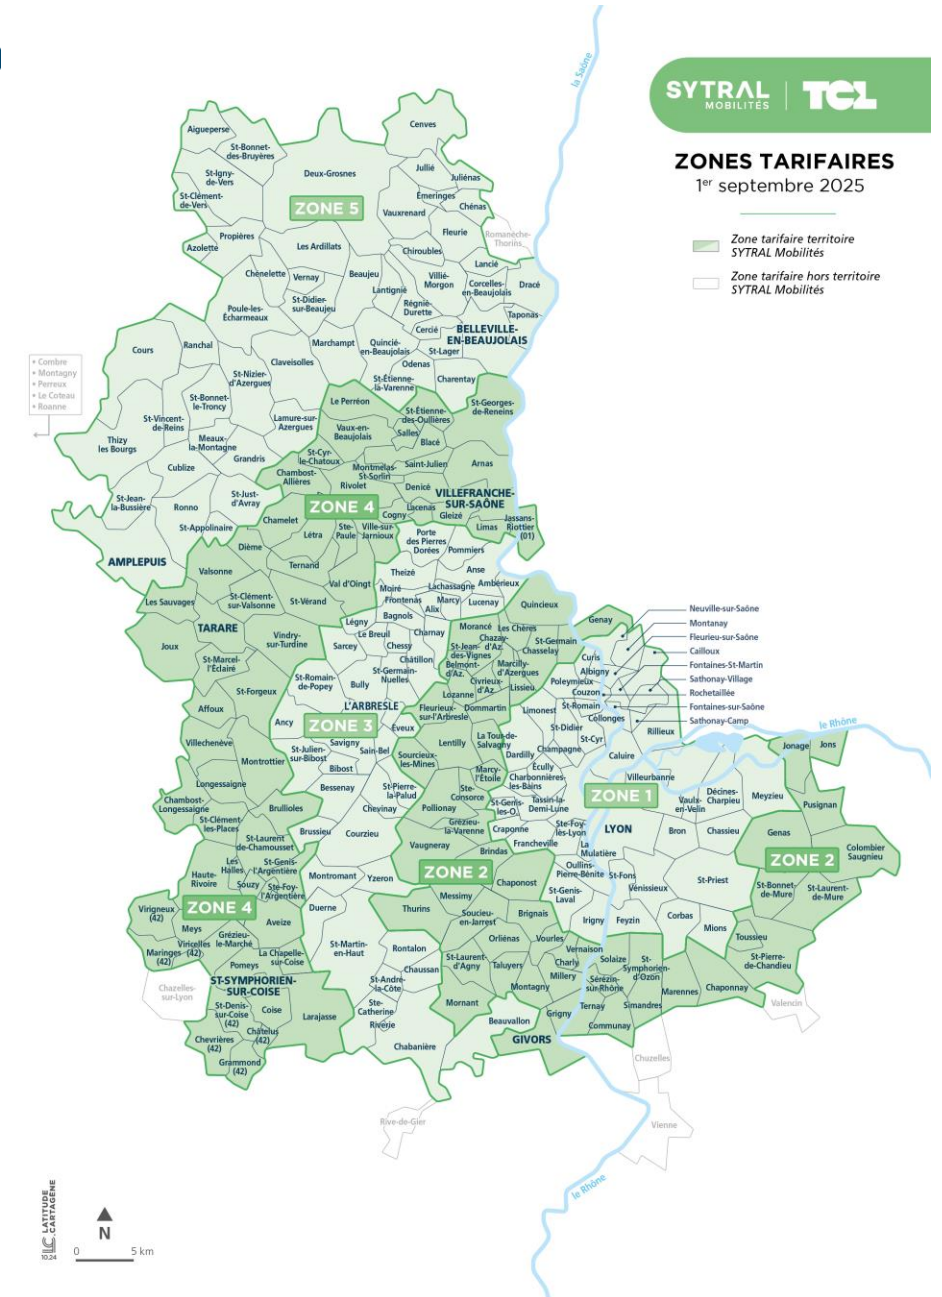 la Saône
SYTRAL
MOBILITÉS
TCL
ZONES TARIFAIRES
1er septembre 2025
Zone tarifaire territoire
SYTRAL Mobilités
Zone tarifaire hors territoire
SYTRAL Mobilités
Aigueperse
St-Bonnet-
des-Bruyères
Cenves
St-Igny-
de-Vers
Deux-Grosnes
Jullié
Juliénas
St-Clément-
de-Vers
Émeringes
Chénas
ZONE 5
Vauxrenard
Fleurie
Romanèche-
Thorins
Propières
Azolette
Les Ardillats
Chiroubles
Lancié
Chènelette
Vernay
Beaujeu
Villié-
Morgon
Corcelles-
en-Beaujolais
Dracé
Lantignié
St-Didier-
sur-Beaujeu
Régnié-
Durette
Poule-les-
Écharmeaux
Taponas
Cercié
BELLEVILLE-
EN-BEAUJOLAIS
Marchampt
Quincié-
en-Beaujolais
St-Lager
Cours
Ranchal
Claveisolles
Odenas
St-Nizier-
d'Azergues
St-Étienne-
la-Varenne
Charentay
• Combre
• Montagny
• Perreux
• Le Coteau
• Roanne
St-Bonnet-
le-Troncy
Le Perréon
St-Georges-
de-Reneins
St-Vincent-
de-Reins
Lamure-sur-
Azergues
Vaux-en-
Beaujolais
St-Étienne-
des-Oullières
Salles
Blacé
Thizy
les Bourgs
Meaux-
la-Montagne
Grandris
St-Cyr-
le-Chatoux
Cublize
Chambost-
Allières
Montmelas-
St-Sorlin
Saint-Julien
Arnas
Rivolet
Denicé
St-Jean-
la-Bussière
Ronno
St-Just-
d'Avray
ZONE 4
VILLEFRANCHE-
SUR-SAÔNE
Cogny
Lacenas
Gleizé
Limas
Jassans-
Riottier
(01)
St-Appolinaire
Chamelet
Létra
Ste-
Paule
Ville-sur-
Jarnioux
Porte
des Pierres
Dorées
Pommiers
Dième
AMPLEPUIS
Valsonne
Ternand
Theizé
Anse
Val d'Oingt
Moiré
Lachassagne
Ambérieux
Les Sauvages
St-Clément-
sur-Valsonne
St-Vérand
Frontenas
Marcy
Lucenay
Alix
Quincieux
Bagnols
TARARE
Légny
Le Breuil
Charnay
Morancé
Les Chères
Genay
Neuville-sur-Saône
Montanay
Fleurieu-sur-Saône
Cailloux
Fontaines-St-Martin
Sathonay-Village
Rochetaillée
Fontaines-sur-Saône
Sathonay-Camp
Joux
Vindry-
sur-Turdine
Sarcey
Chessy
Chazay-
d'Az.
St-Germain
Chasselay
St-Jean-
des-Vignes
Curis
St-Marcel-
l'Éclairé
Châtillon
Belmont-
d'Az.
Marcilly-
d'Azergues
Albigny
St-Romain-
de-Popey
St-Germain-
Nuelles
Civrieux-
d'Az.
Lissieu
Poleymieux
Bully
St-Forgeux
Lozanne
Couzon
L'ARBRESLE
Fleurieux-
sur-l'Arbresle
Dommartin
Limonest
St-Romain
Affoux
Ancy
ZONE 3
Éveux
Collonges
St-Didier
Rillieux
le Rhône
Villechenève
Savigny
Lentilly
La Tour-de-
Salvagny
St-Cyr
St-Julien-
sur-Bibost
Sain-Bel
Dardilly
Champagne
Caluire
Jonage
Jons
Montrottier
Bibost
Sourcieux-
les-Mines
Écully
Marcy-
l'Étoile
Charbonnières-
les-Bains
Villeurbanne
Longessaigne
Bessenay
St-Pierre-
la-Palud
Ste-
Consorce
ZONE 1
Décines-
Charpieu
Meyzieu
Chambost-
Longessaigne
Brullioles
Chevinay
Pollionay
St-Genis-
les-O.
Tassin-la-
Demi-Lune
Vaulx-
en-Velin
Pusignan
St-Clément
les-Places
Brussieu
Courzieu
Grézieu-
la-Varenne
Craponne
Ste-Foy-
lès-Lyon
LYON
Bron
Chassieu
Genas
St-Laurent
de-Chamousset
Vaugneray
Francheville
La
Mulatière
Colombier
Saugnieu
Brindas
ZONE 2
Les
Halles
St-Genis-
l'Argentière
ZONE 2
Oullins-
Pierre-Bénite
St-Fons
Haute-
Rivoire
Souzy
Ste-Foy-
l'Argentière
Montromant
Yzeron
Chaponost
St-Genis-
Laval
Vénissieux
St-Priest
St-Bonnet-
de-Mure
St-Laurent-
de-Mure
Messimy
Virigneux
(42)
ZONE 4
Duerne
Thurins
Soucieu-
en-Jarrest
Brignais
Irigny
Feyzin
Corbas
Mions
Meys
Aveize
Toussieu
Viricelles
(42)
Grézieu-
le-Marché
St-Martin-
en-Haut
Rontalon
Orliénas
Vourles
Vernaison
Maringes
(42)
La Chapelle-
sur-Coise
St-Laurent-
d'Agny
Taluyers
Charly
Solaize
St-
Symphorien-
d'Ozon
St-Pierre-
de-Chandieu
Pomeys
Chaussan
Millery
Sérézin-
sur-Rhône
Chazelles-
sur-Lyon
ST-SYMPHORIEN-
SUR-COISE
St-André-
la-Côte
Montagny
Marennes
Chaponnay
St-Denis-
sur-Coise
(42)
Coise
Larajasse
Ste-
Catherine
Mornant
Grigny
Ternay
Simandres
Valencin
Châtelus
(42)
Riverie
Beauvallon
Communay
Chevrières
(42)
Chabanière
GIVORS
Grammond
(42)
Chuzelles
Rive-de-Gier
Vienne
le Rhône
LATITUDE
CARTAGÈNE
10.24
N
0 5 km